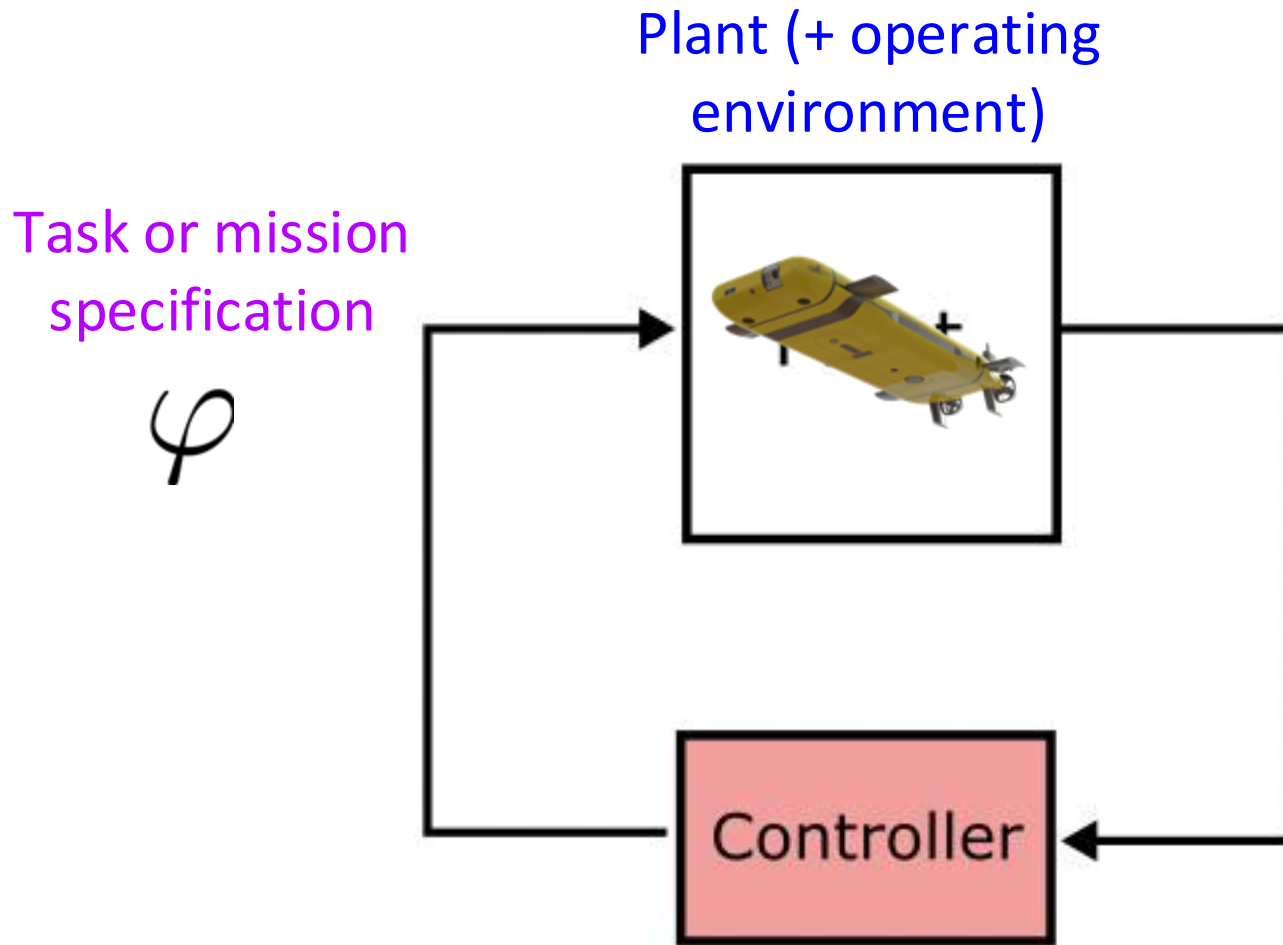 Plant (+ operating
environment)
Task or mission
specification
φ
Controller